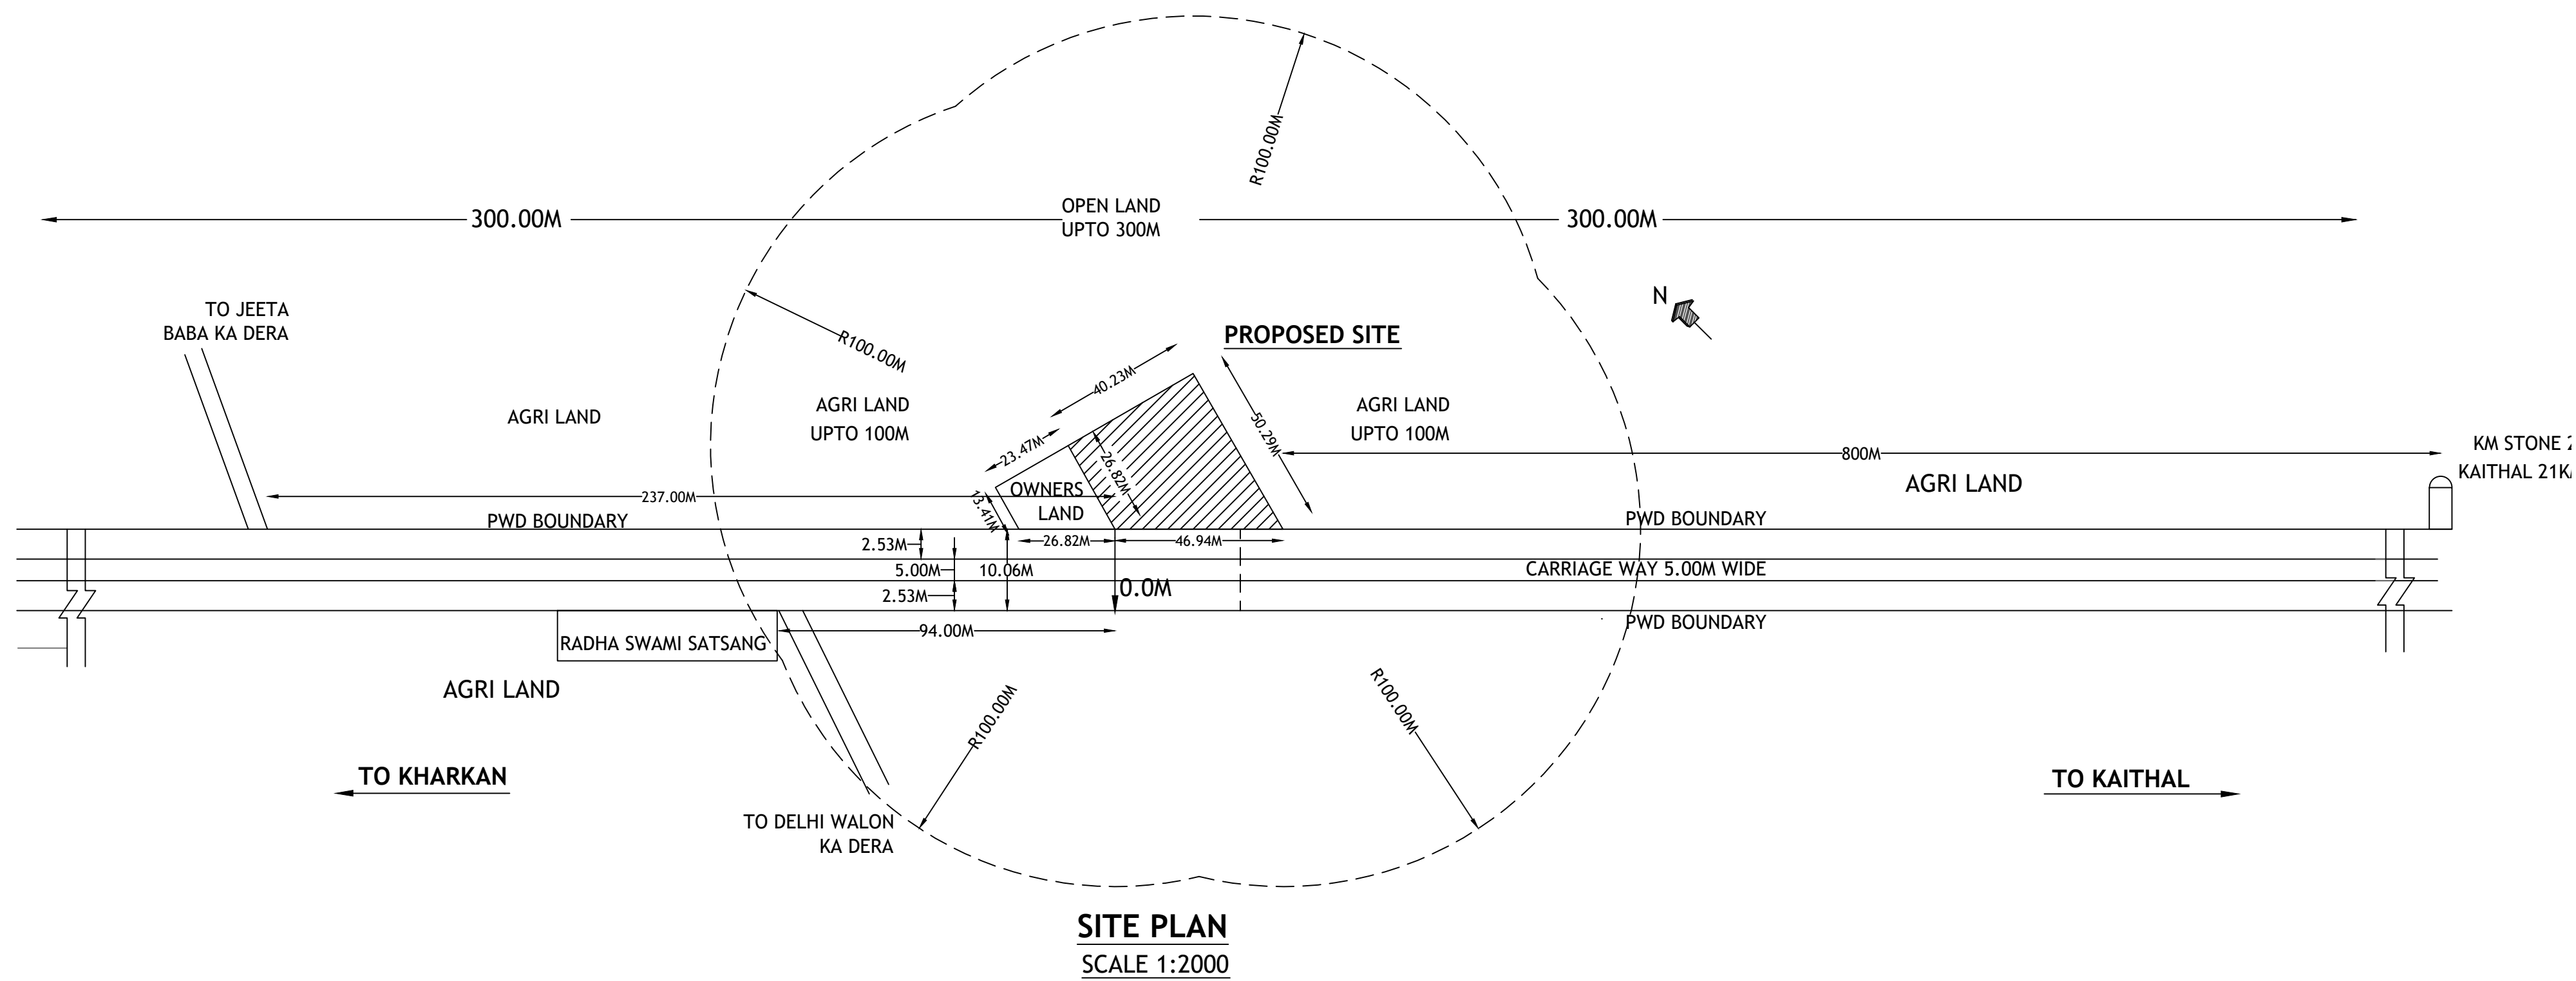 R100.00M
300.00M
OPEN LAND
UPTO 300M
300.00M
N
TO JEETA
BABA KA DERA
PROPOSED SITE
R100.00M
40.23M
AGRI LAND
AGRI LAND
UPTO 100M
50.29M
AGRI LAND
UPTO 100M
23.47M
26.82M
800M
KM STONE
KAITHAL
AGRI LAND
237.00M
13.41M
OWNERS
LAND
PWD BOUNDARY
PWD BOUNDARY
2.53M
26.82M
46.94M
5.00M
10.06M
CARRIAGE WAY 5.00M WIDE
2.53M
0.0M
PWD BOUNDARY
94.00M
RADHA SWAMI SATSANG
AGRI LAND
R100.00M
R100.00M
TO KHARKAN
TO KAITHAL
TO DELHI WALON
KA DERA
SITE PLAN
SCALE 1:2000